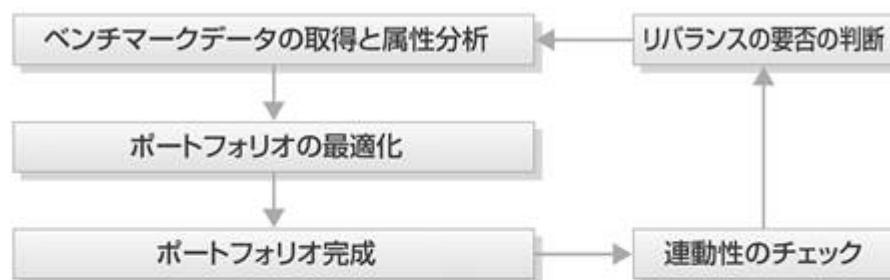 ベンチマークデータの取得と属性分析
リバランスの要否の判断
ポートフォリオの最適化
ポートフォリオ完成
連動性のチェック